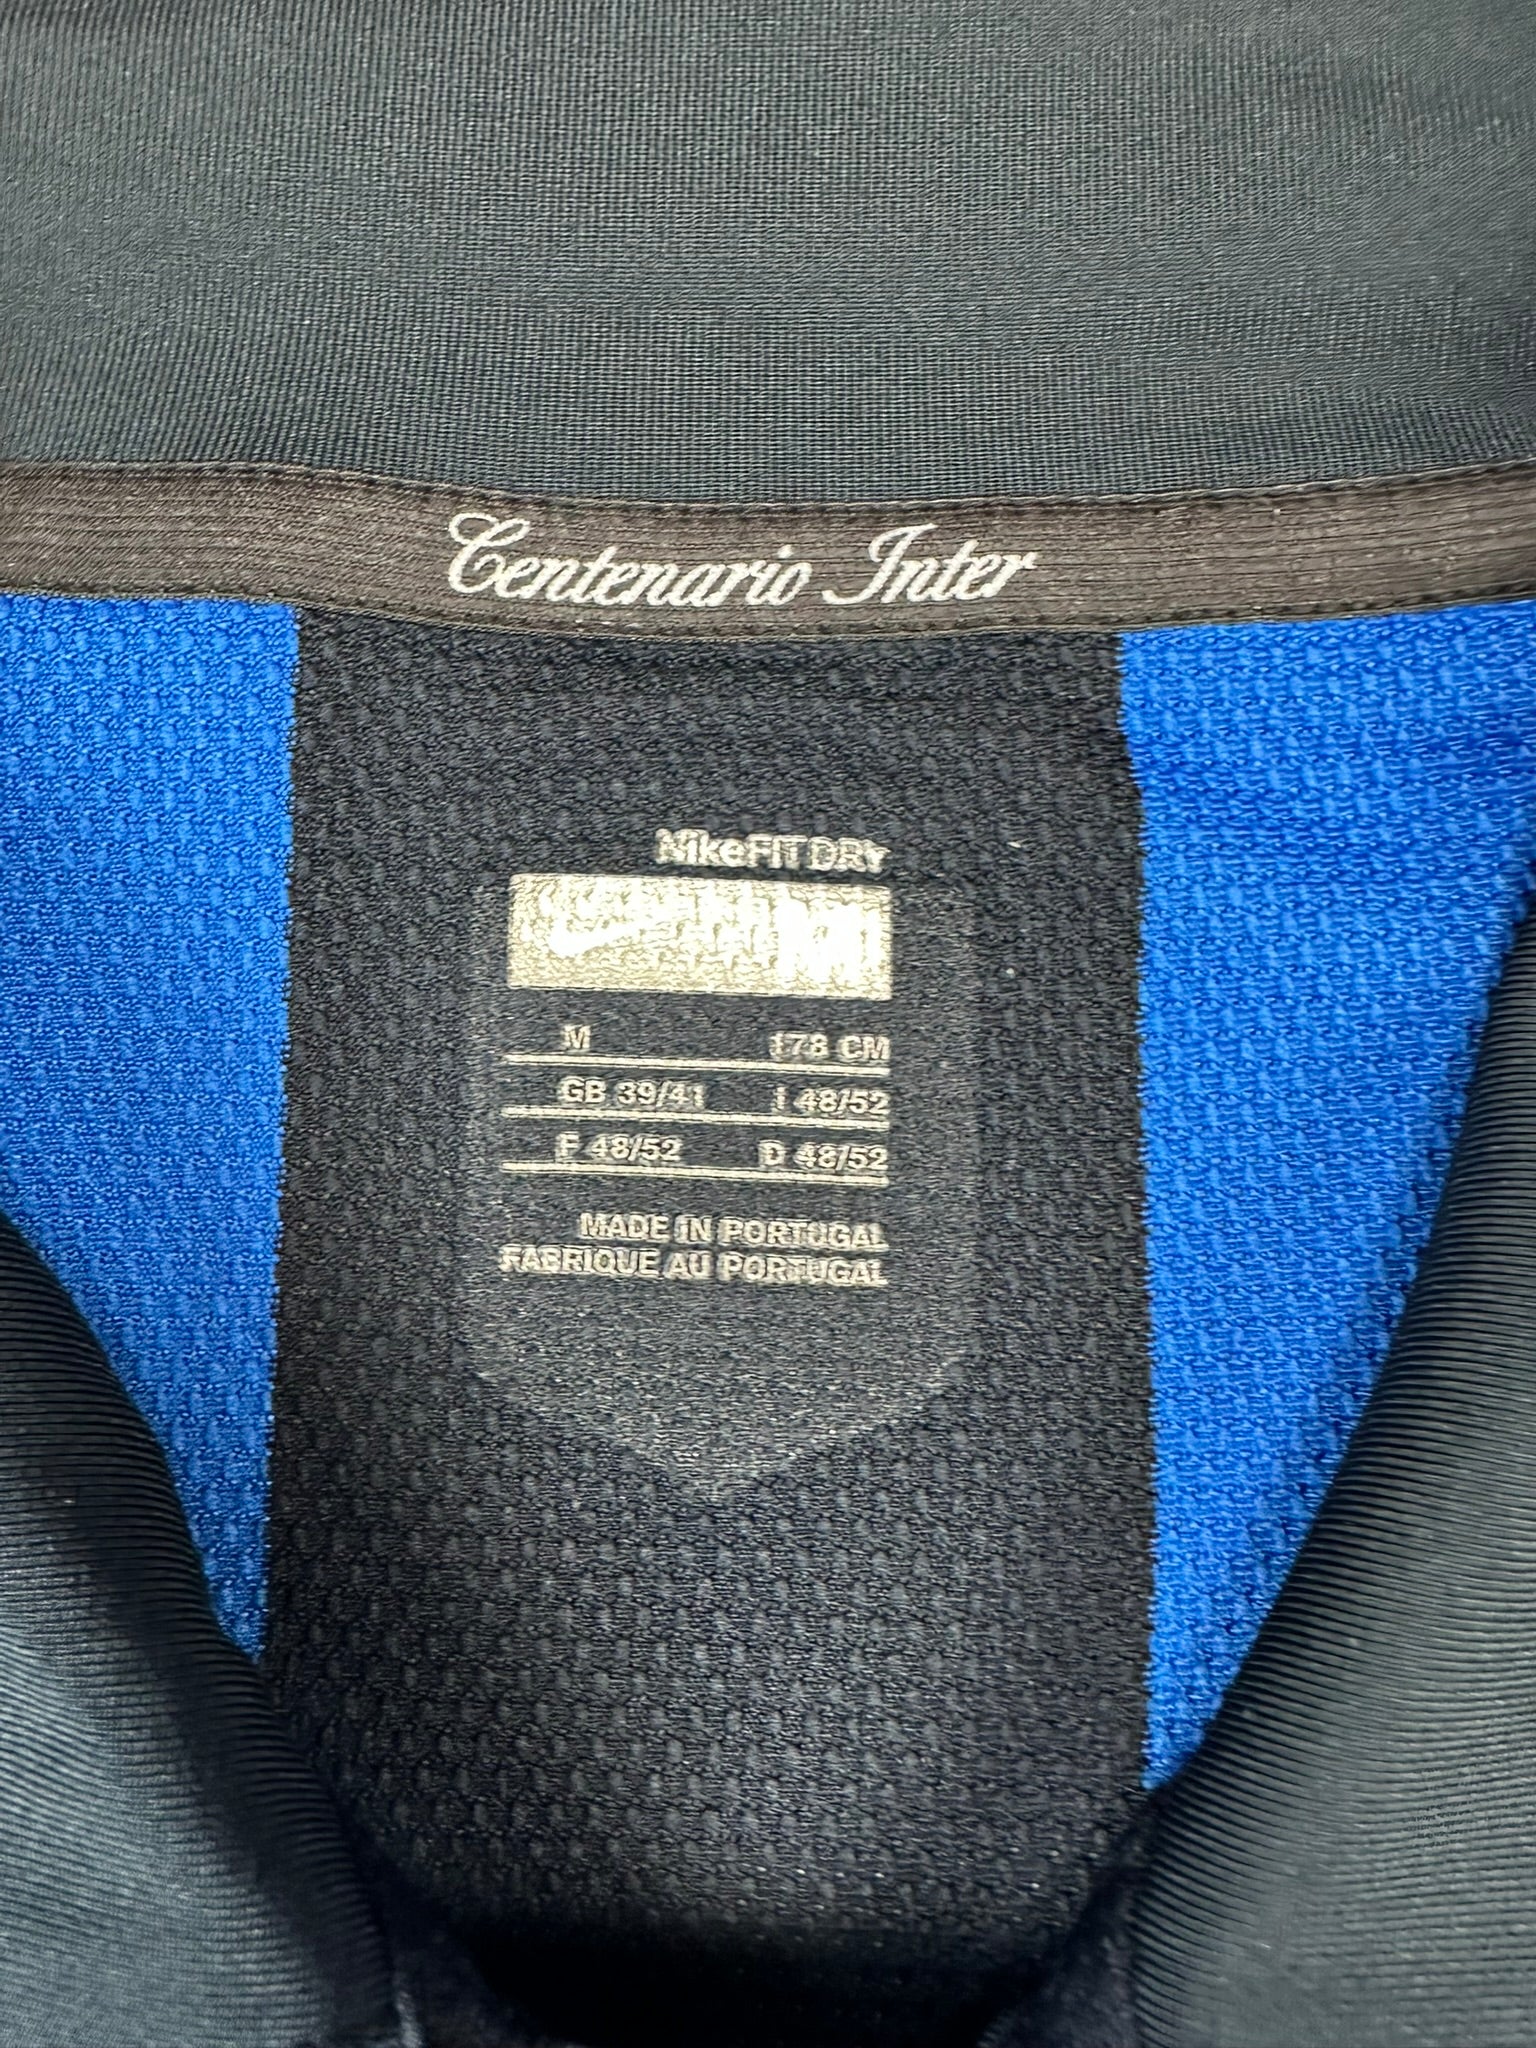 Centenario Inter
NikeFIT DRY
M 178 CM
GB 39/41 I 48/52
F 48/52 D 48/52
MADE IN PORTUGAL
FABRIQUE AU PORTUGAL